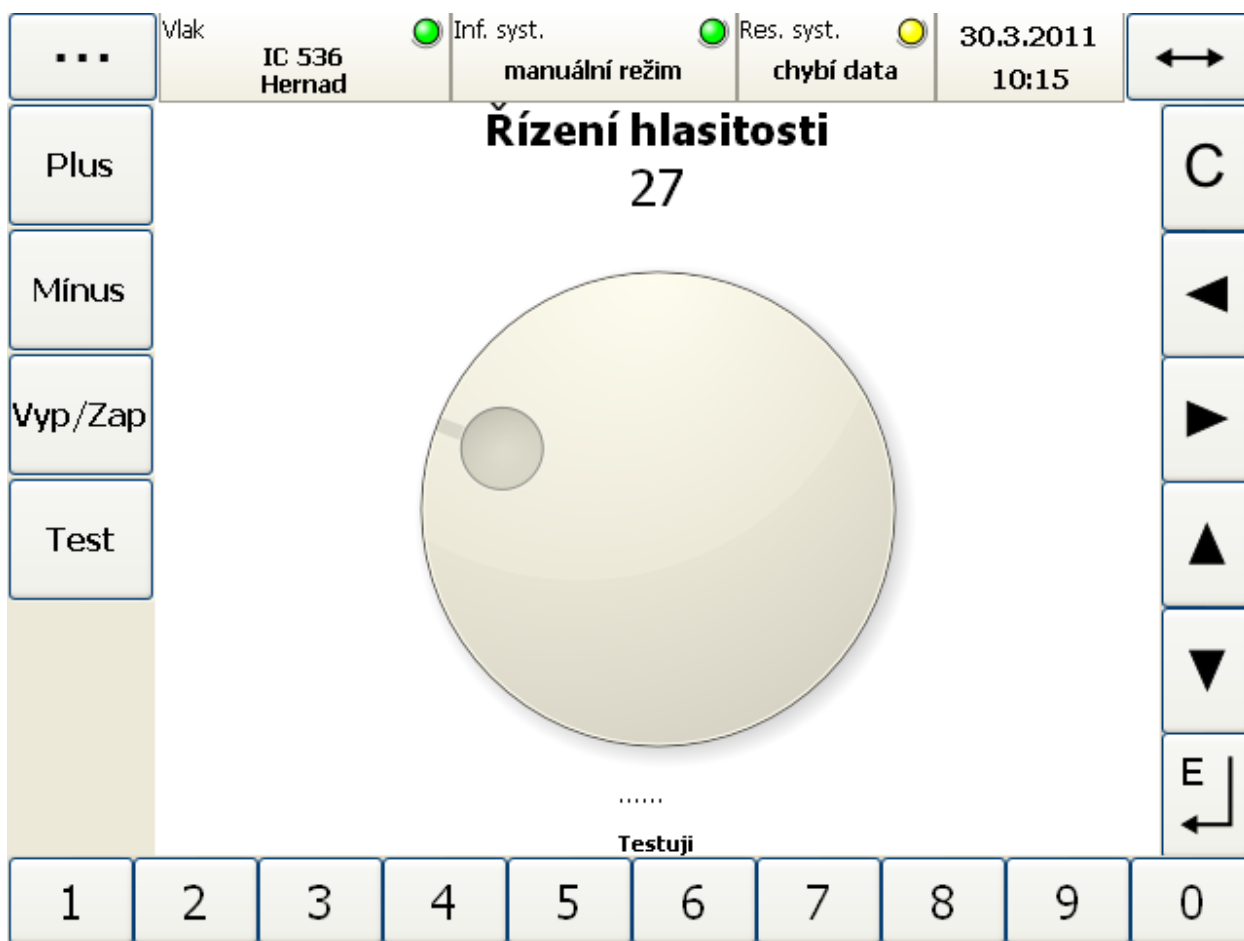 ...
Vlak
IC 536
Hernad
Inf. syst.
manuální režim
Res. syst.
chybí data
30.3.2011
10:15
Řízení hlasitosti
27
Plus
Mínus
Vyp/Zap
Test
C
E
......
Testuji
1 2 3 4 5 6 7 8 9 0